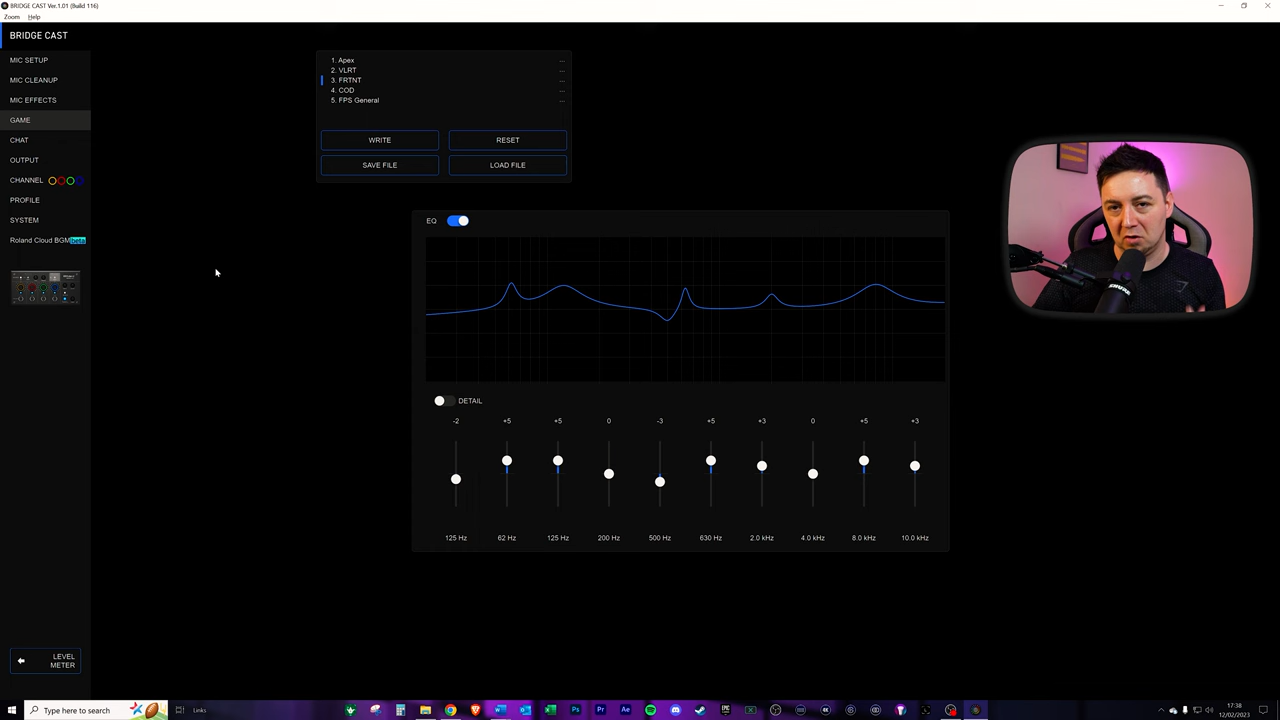 BRIDGE CAST Ver.1.01 (Build 116)
Zoom Help
BRIDGE CAST
MIC SETUP
MIC CLEANUP
MIC EFFECTS
GAME
CHAT
OUTPUT
CHANNEL
PROFILE
SYSTEM
Roland Cloud BGM beta
1. Apex ...
2. VLRT ...
3. FRTNT ...
4. COD ...
5. FPS General ...
WRITE RESET
SAVE FILE LOAD FILE
EQ
DETAIL
-2 +5 +5 0 -3 +5 +3 0 +5 +3
125 Hz 62 Hz 125 Hz 200 Hz 500 Hz 630 Hz 2.0 kHz 4.0 kHz 8.0 kHz 10.0 kHz
SHURE
LEVEL
METER
Type here to search
Links
17:38
12/02/2023